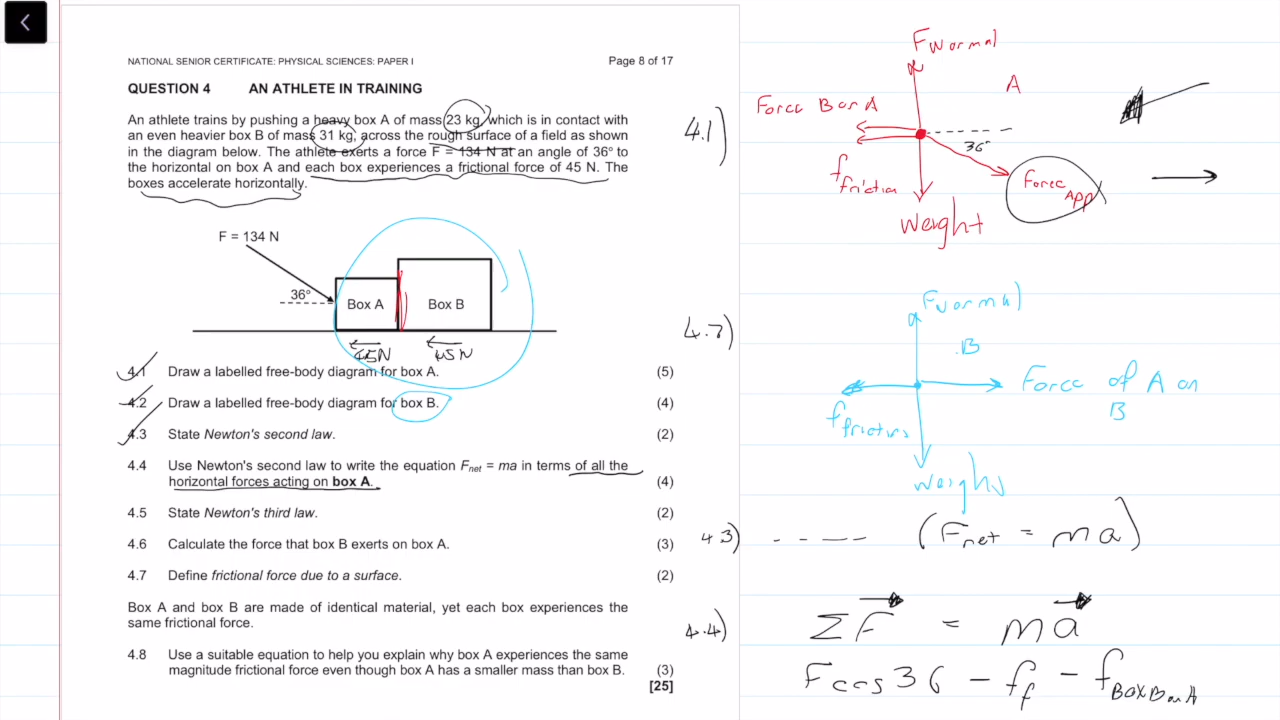 NATIONAL SENIOR CERTIFICATE: PHYSICAL SCIENCES: PAPER I Page 8 of 17
QUESTION 4 AN ATHLETE IN TRAINING
An athlete trains by pushing a heavy box A of mass 23 kg, which is in contact with
an even heavier box B of mass 31 kg, across the rough surface of a field as shown
in the diagram below. The athlete exerts a force F = 134 N at an angle of 36° to
the horizontal on box A and each box experiences a frictional force of 45 N. The
boxes accelerate horizontally.
F = 134 N
36°
Box A
Box B
45N
45N
4.1 Draw a labelled free-body diagram for box A. (5)
4.2 Draw a labelled free-body diagram for box B. (4)
4.3 State Newton's second law. (2)
4.4 Use Newton's second law to write the equation Fnet = ma in terms of all the
horizontal forces acting on box A. (4)
4.5 State Newton's third law. (2)
4.6 Calculate the force that box B exerts on box A. (3)
4.7 Define frictional force due to a surface. (2)
Box A and box B are made of identical material, yet each box experiences the
same frictional force.
4.8 Use a suitable equation to help you explain why box A experiences the same
magnitude frictional force even though box A has a smaller mass than box B. (3)
[25]
4.1)
FNormal
A
Force B on A
36°
f friction
Force App
Weight
FNormal
B
Force of A on
B
f friction
weight
4.3) ---- (Fnet = ma)
4.4) ΣF = ma
Fcos36 - ff - fBox B on A